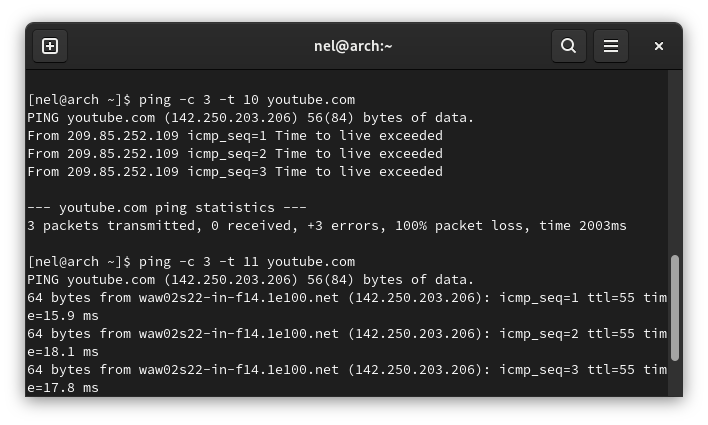 nel@arch:~
[nel@arch ~]$ ping -c 3 -t 10 youtube.com
PING youtube.com (142.250.203.206) 56(84) bytes of data.
From 209.85.252.109 icmp_seq=1 Time to live exceeded
From 209.85.252.109 icmp_seq=2 Time to live exceeded
From 209.85.252.109 icmp_seq=3 Time to live exceeded
--- youtube.com ping statistics ---
3 packets transmitted, 0 received, +3 errors, 100% packet loss, time 2003ms
[nel@arch ~]$ ping -c 3 -t 11 youtube.com
PING youtube.com (142.250.203.206) 56(84) bytes of data.
64 bytes from waw02s22-in-f14.1e100.net (142.250.203.206): icmp_seq=1 ttl=55 tim
e=15.9 ms
64 bytes from waw02s22-in-f14.1e100.net (142.250.203.206): icmp_seq=2 ttl=55 tim
e=18.1 ms
64 bytes from waw02s22-in-f14.1e100.net (142.250.203.206): icmp_seq=3 ttl=55 tim
e=17.8 ms